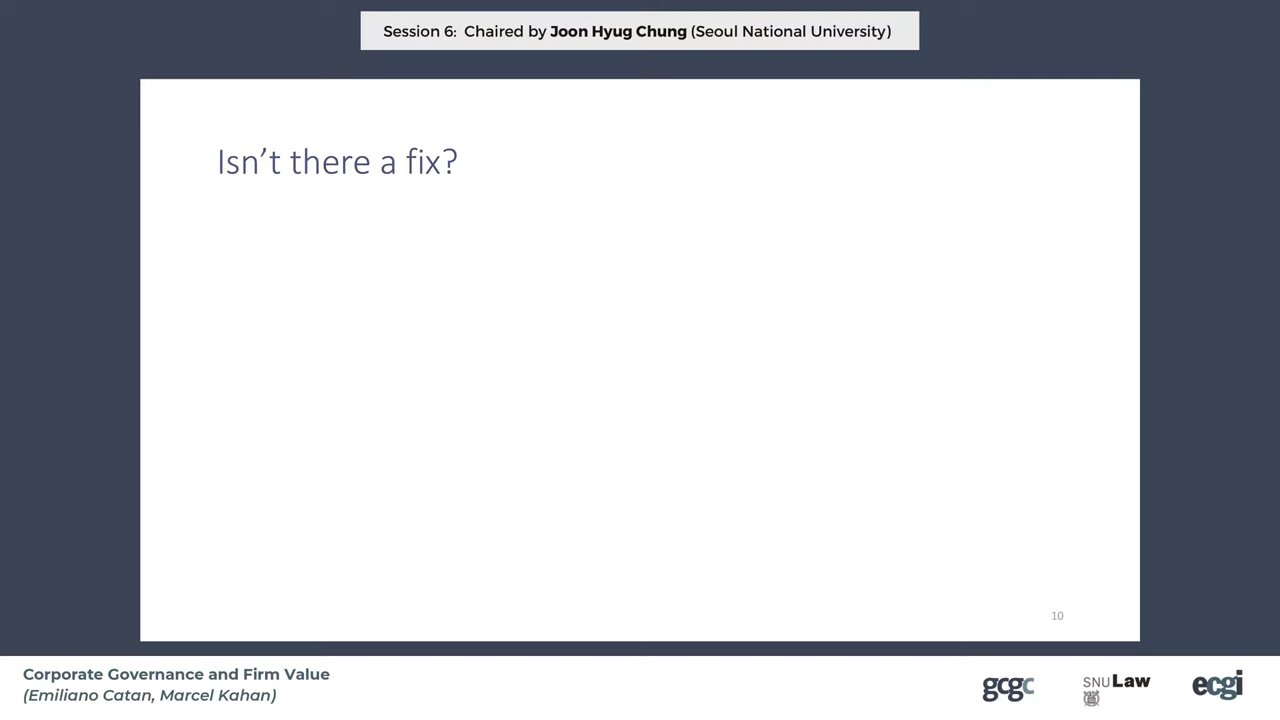 Session 6: Chaired by Joon Hyug Chung (Seoul National University)
Isn't there a fix?
10
Corporate Governance and Firm Value
(Emiliano Catan, Marcel Kahan)
gcgc
SNU Law
ecgi